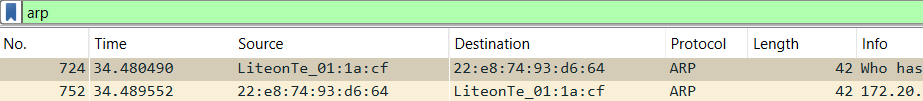 arp
No. Time Source Destination Protocol Length Info
724 34.480490 LiteonTe_01:1a:cf 22:e8:74:93:d6:64 ARP 42 Who has
752 34.489552 22:e8:74:93:d6:64 LiteonTe_01:1a:cf ARP 42 172.20.